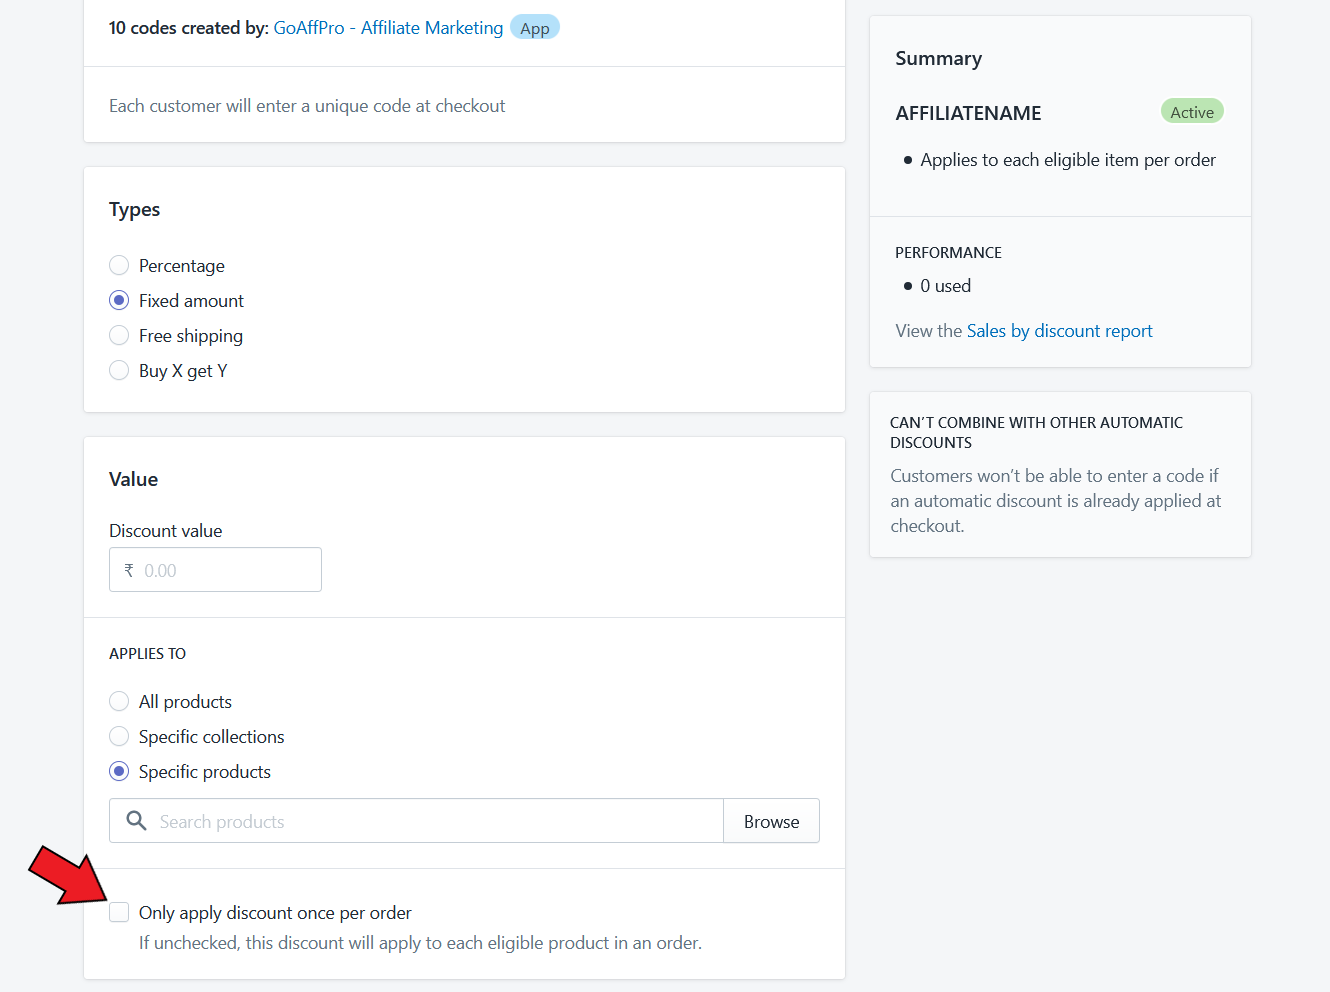 10 codes created by: GoAffPro - Affiliate Marketing App
Each customer will enter a unique code at checkout
Types
Percentage
Fixed amount
Free shipping
Buy X get Y
Value
Discount value
₹ 0.00
APPLIES TO
All products
Specific collections
Specific products
Search products
Browse
Only apply discount once per order
If unchecked, this discount will apply to each eligible product in an order.
Summary
AFFILIATENAME
Active
• Applies to each eligible item per order
PERFORMANCE
• 0 used
View the Sales by discount report
CAN’T COMBINE WITH OTHER AUTOMATIC
DISCOUNTS
Customers won’t be able to enter a code if
an automatic discount is already applied at
checkout.